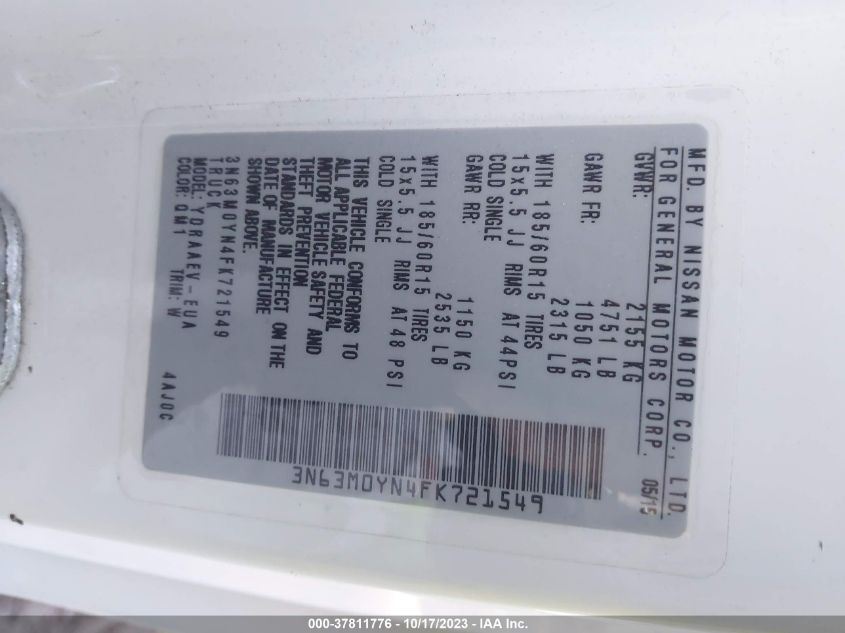 MFD. BY NISSAN MOTOR CO., LTD.
FOR GENERAL MOTORS CORP. 05/15
GVWR: 2155 KG
4751 LB
GAWR FR: 1050 KG
2315 LB
WITH 185/60R15 TIRES
15x5.5 JJ RIMS AT 44PSI
COLD SINGLE
GAWR RR: 1150 KG
2535 LB
WITH 185/60R15 TIRES
15x5.5 JJ RIMS AT 48 PSI
COLD SINGLE
THIS VEHICLE CONFORMS TO
ALL APPLICABLE FEDERAL
MOTOR VEHICLE SAFETY AND
THEFT PREVENTION
STANDARDS IN EFFECT ON THE
DATE OF MANUFACTURE
SHOWN ABOVE.
3N63M0YN4FK721549
TRUCK
MODEL: YDRAAEV-EUA
COLOR: QM1 TRIM: W 4AJ0C
3N63M0YN4FK721549
000-37811776 - 10/17/2023 - Copyright © IAA, Inc.